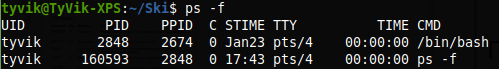 tyvik@TyVik-XPS:~/Ski$ ps -f
UID          PID    PPID  C STIME TTY          TIME CMD
tyvik       2848    2674  0 Jan23 pts/4    00:00:00 /bin/bash
tyvik     160593    2848  0 17:43 pts/4    00:00:00 ps -f